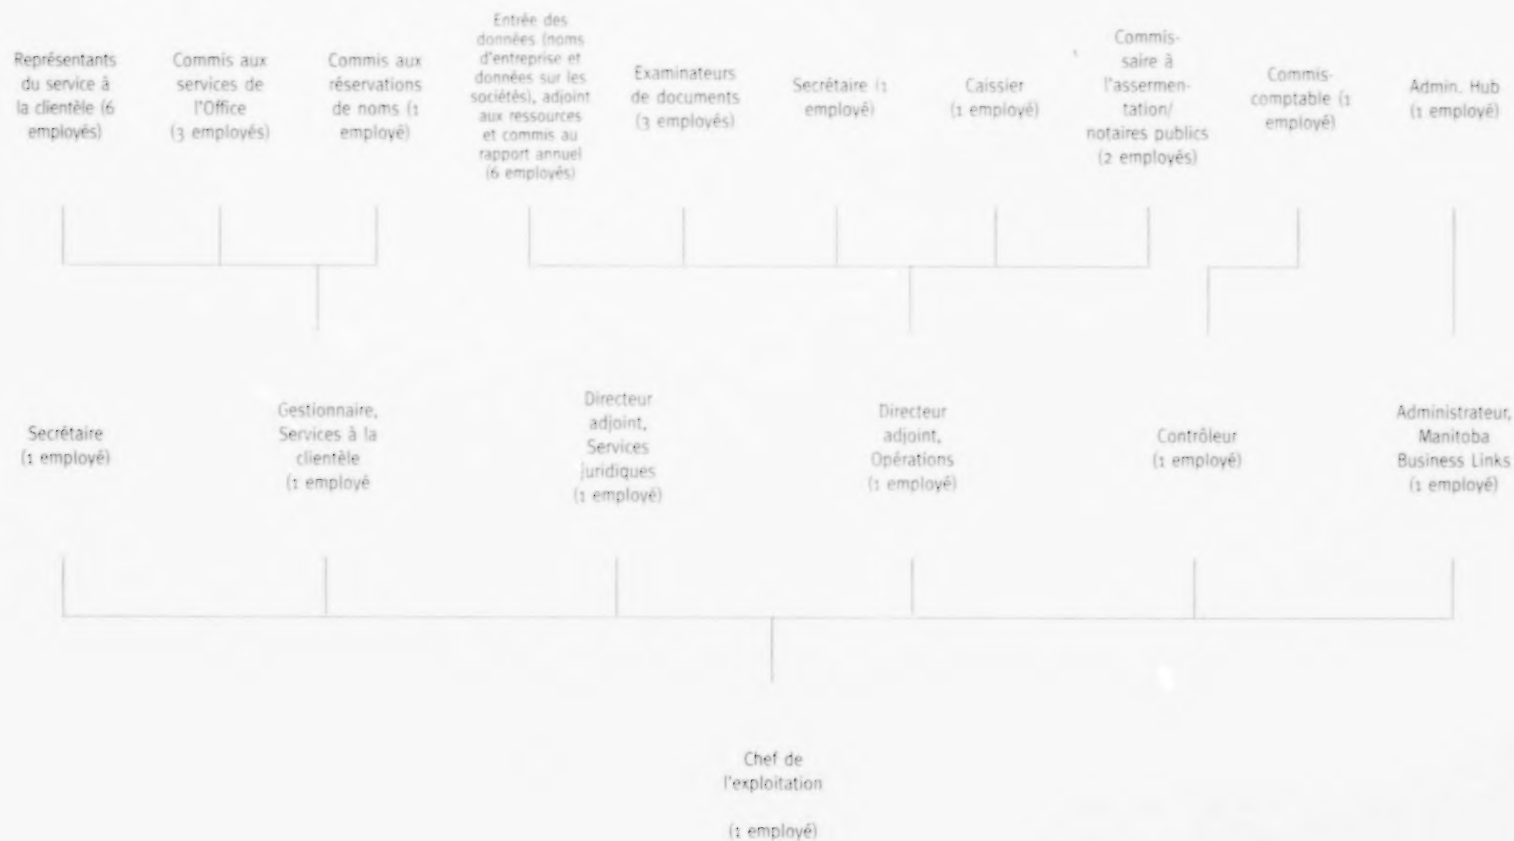 Représentants
du service à
la clientèle (6
employés)
Commis aux
services de
l'Office
(3 employés)
Commis aux
réservations
de noms (1
employé)
Entrée des
données (noms
d'entreprise et
données sur les
sociétés), adjoint
aux ressources
et commis au
rapport annuel
(6 employés)
Examinateurs
de documents
(3 employés)
Secrétaire (1
employé)
Caissier
(1 employé)
Commis-
saire à
l'assermen-
tation/
notaires publics
(2 employés)
Commis-
comptable (1
employé)
Admin. Hub
(1 employé)
Secrétaire
(1 employé)
Gestionnaire,
Services à la
clientèle
(1 employé
Directeur
adjoint,
Services
juridiques
(1 employé)
Directeur
adjoint,
Opérations
(1 employé)
Contrôleur
(1 employé)
Administrateur,
Manitoba
Business Links
(1 employé)
Chef de
l'exploitation
(1 employé)